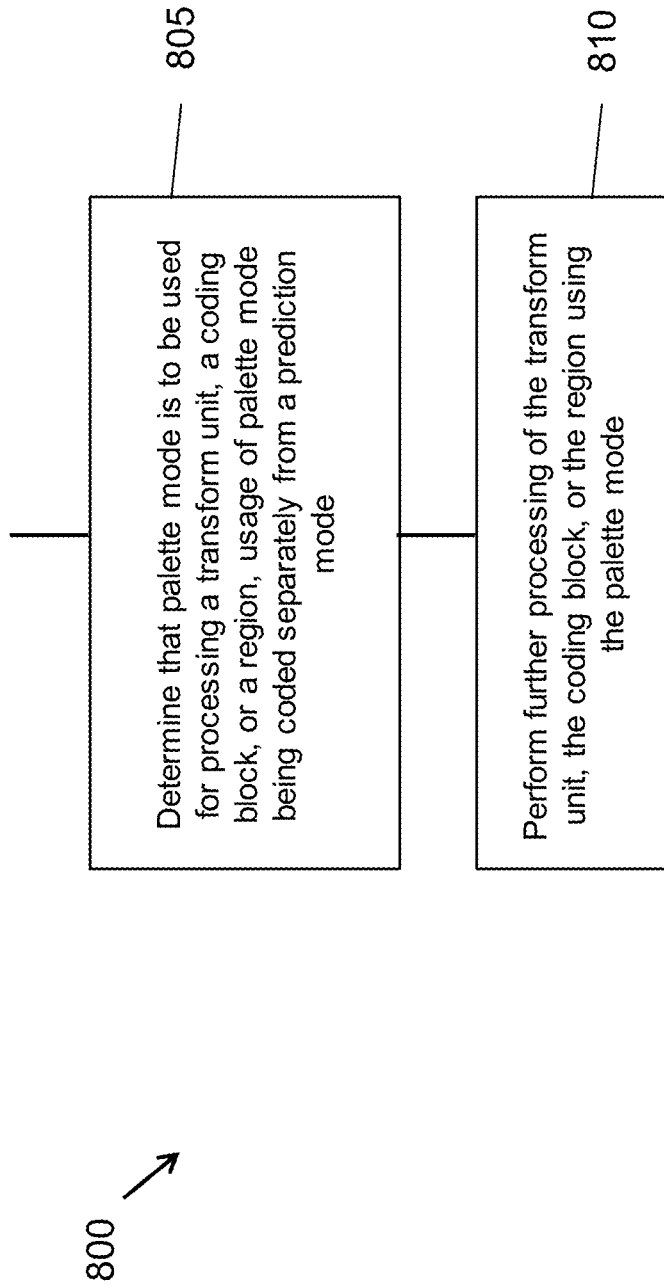 800
805
Determine that palette mode is to be used
for processing a transform unit, a coding
block, or a region, usage of palette mode
being coded separately from a prediction
mode
810
Perform further processing of the transform
unit, the coding block, or the region using
the palette mode